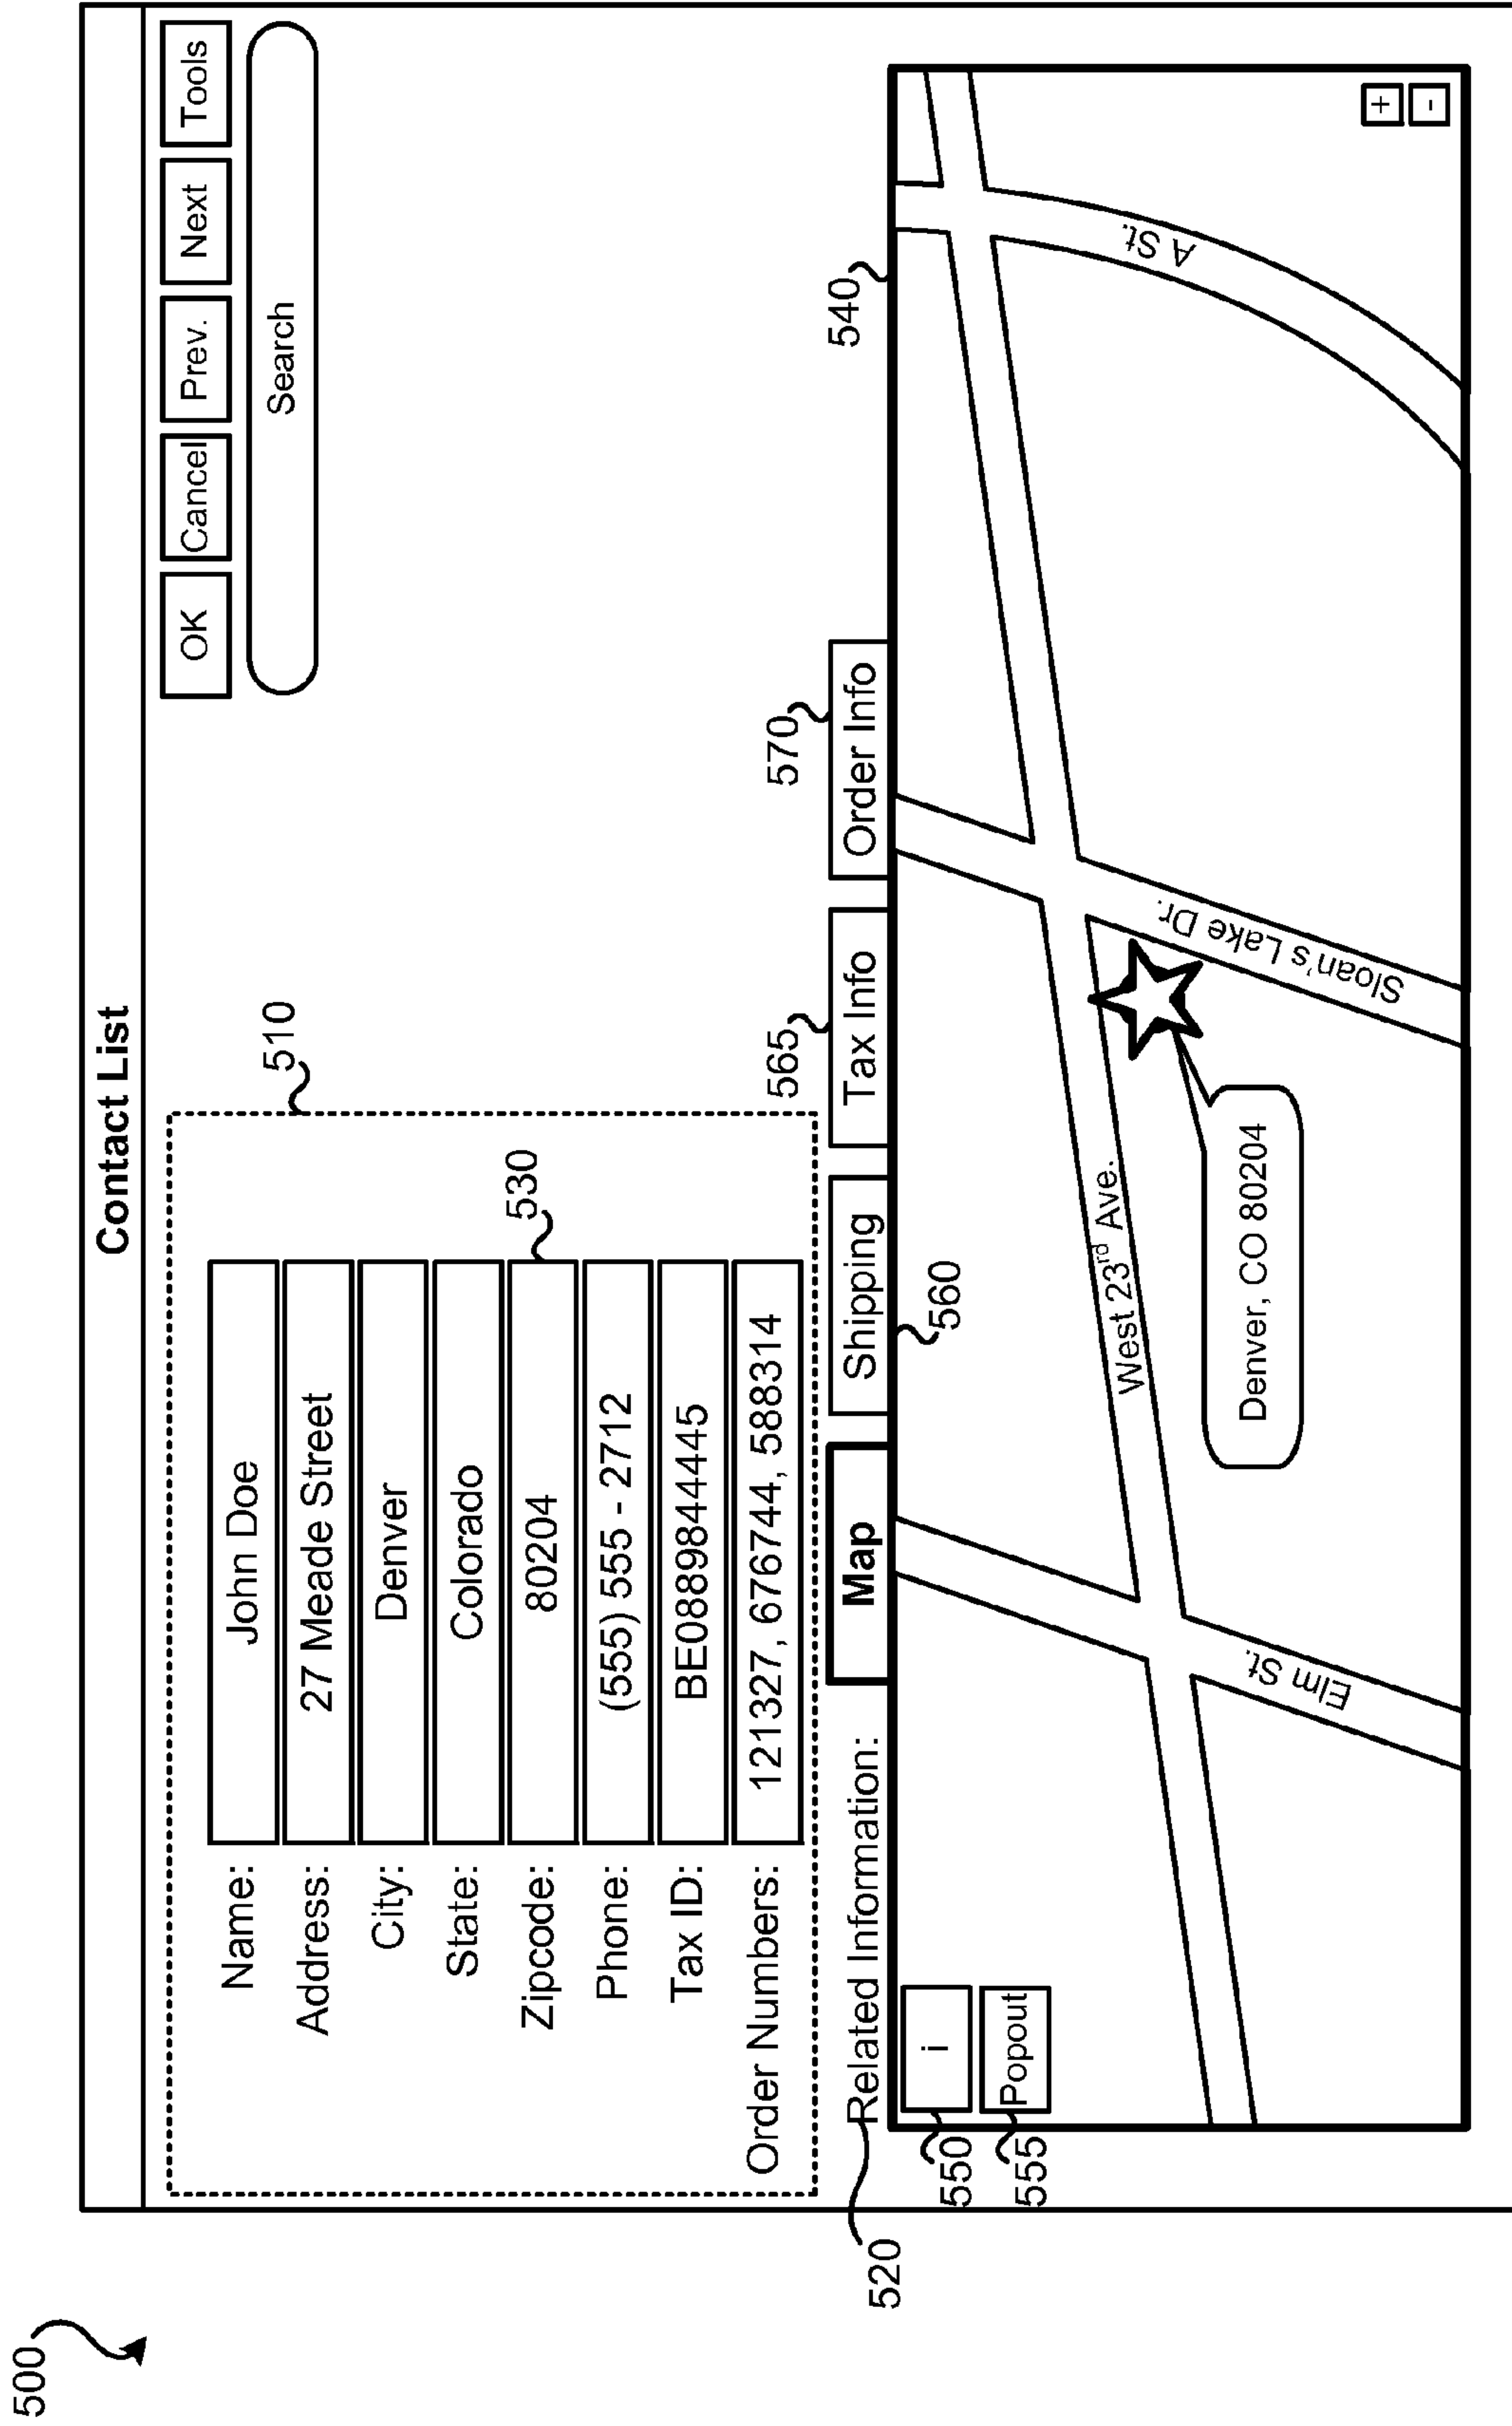 500
Contact List
OK
Cancel
Prev.
Next
Tools
Search
510
Name: John Doe
Address: 27 Meade Street
City: Denver
State: Colorado
Zipcode: 80204
530
Phone: (555) 555 - 2712
Tax ID: BE0889844445
Order Numbers: 121327, 676744, 588314
520
Related Information:
Map
Shipping
560
Tax Info
565
Order Info
570
540
i
550
Popout
555
West 23rd Ave.
Elm St.
Sloan's Lake Dr.
A St.
Denver, CO 80204
+
-